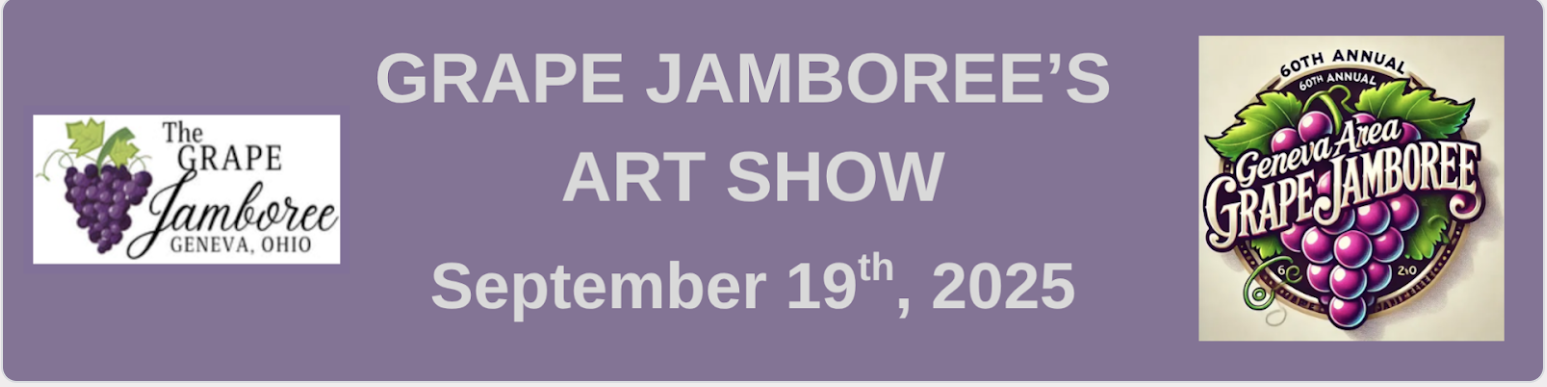 The
GRAPE
Jamboree
GENEVA, OHIO
GRAPE JAMBOREE’S
ART SHOW
September 19th, 2025
60TH ANNUAL
60TH ANNUAL
Geneva Area
GRAPE JAMBOREE